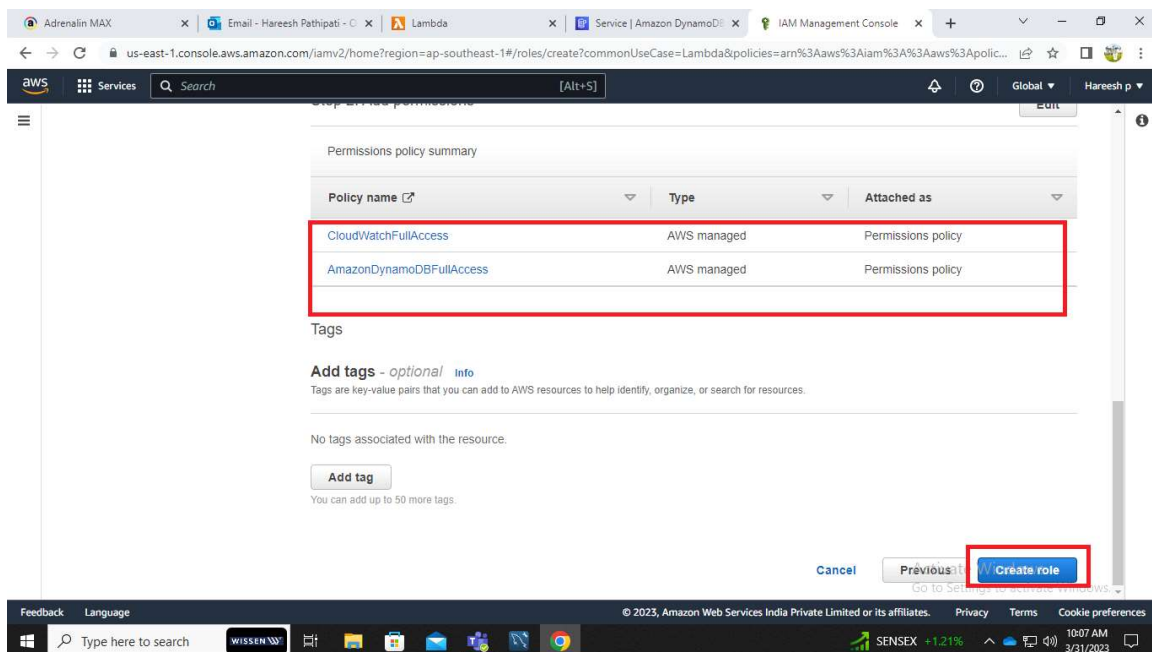 Adrenalin MAX
Email - Hareesh Pathipati - O
Lambda
Service | Amazon DynamoDB
IAM Management Console
us-east-1.console.aws.amazon.com/iamv2/home?region=ap-southeast-1#/roles/create?commonUseCase=Lambda&policies=arn%3Aaws%3Aiam%3A%3Aaws%3Apolic...
aws Services Search [Alt+S] Global Hareesh p
Step 2: Add permissions Edit
Permissions policy summary
Policy name Type Attached as
CloudWatchFullAccess AWS managed Permissions policy
AmazonDynamoDBFullAccess AWS managed Permissions policy
Tags
Add tags - optional Info
Tags are key-value pairs that you can add to AWS resources to help identify, organize, or search for resources.
No tags associated with the resource.
Add tag
You can add up to 50 more tags.
Cancel Previous Create role
Activate Windows
Go to Settings to activate Windows.
Feedback Language © 2023, Amazon Web Services India Private Limited or its affiliates. Privacy Terms Cookie preferences
Type here to search WISSEN SENSEX +1.21% 10:07 AM
3/31/2023